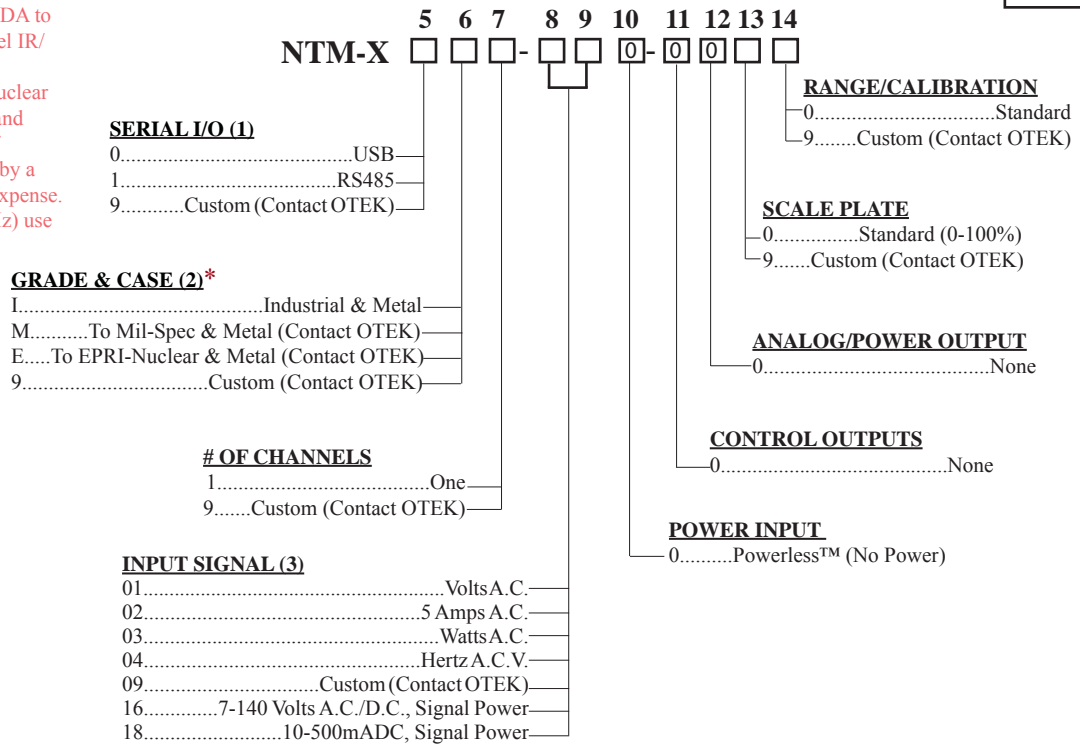 DA to
el IR/
uclear
and
by a
xpense.
Iz) use
5 6 7 8 9 10 11 12 13 14
NTM-X - 0 - 0 0
RANGE/CALIBRATION
0................................Standard
9........Custom (Contact OTEK)
SERIAL I/O (1)
0..........................................USB
1.......................................RS485
9............Custom (Contact OTEK)
SCALE PLATE
0................Standard (0-100%)
9.......Custom (Contact OTEK)
GRADE & CASE (2)*
I............................................Industrial & Metal
M..........To Mil-Spec & Metal (Contact OTEK)
E.....To EPRI-Nuclear & Metal (Contact OTEK)
9.................................Custom (Contact OTEK)
ANALOG/POWER OUTPUT
0........................................None
# OF CHANNELS
1......................................One
9.......Custom (Contact OTEK)
CONTROL OUTPUTS
0.........................................None
POWER INPUT
0..........Powerless™ (No Power)
INPUT SIGNAL (3)
01......................................................Volts A.C.
02..................................................5 Amps A.C.
03.....................................................Watts A.C.
04..................................................Hertz A.C.V.
09................................Custom (Contact OTEK)
16..............7-140 Volts A.C./D.C., Signal Power
18.........................10-500mADC, Signal Power